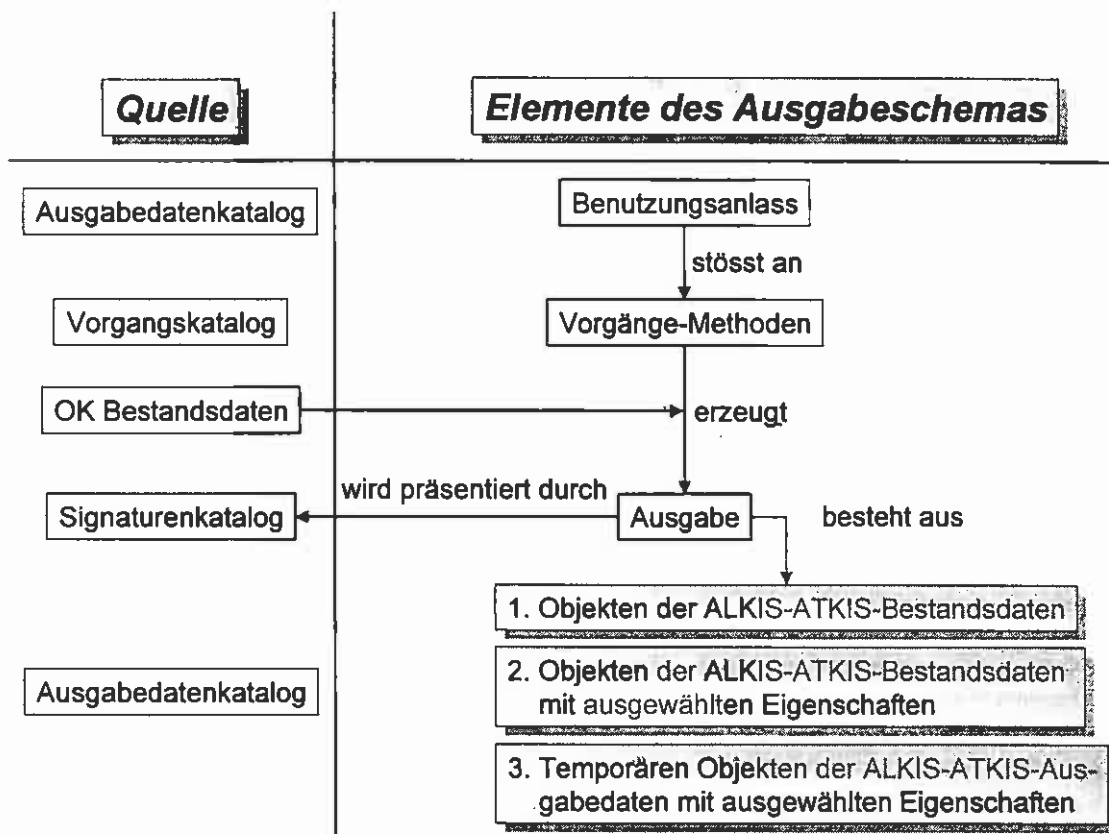 Quelle
Elemente des Ausgabeschemas
Ausgabedatenkatalog
Benutzungsanlass
stösst an
Vorgangskatalog
Vorgänge-Methoden
OK Bestandsdaten
erzeugt
wird präsentiert durch
Signaturenkatalog
Ausgabe
besteht aus
1. Objekten der ALKIS-ATKIS-Bestandsdaten
Ausgabedatenkatalog
2. Objekten der ALKIS-ATKIS-Bestandsdaten
mit ausgewählten Eigenschaften
3. Temporären Objekten der ALKIS-ATKIS-Aus-
gabedaten mit ausgewählten Eigenschaften